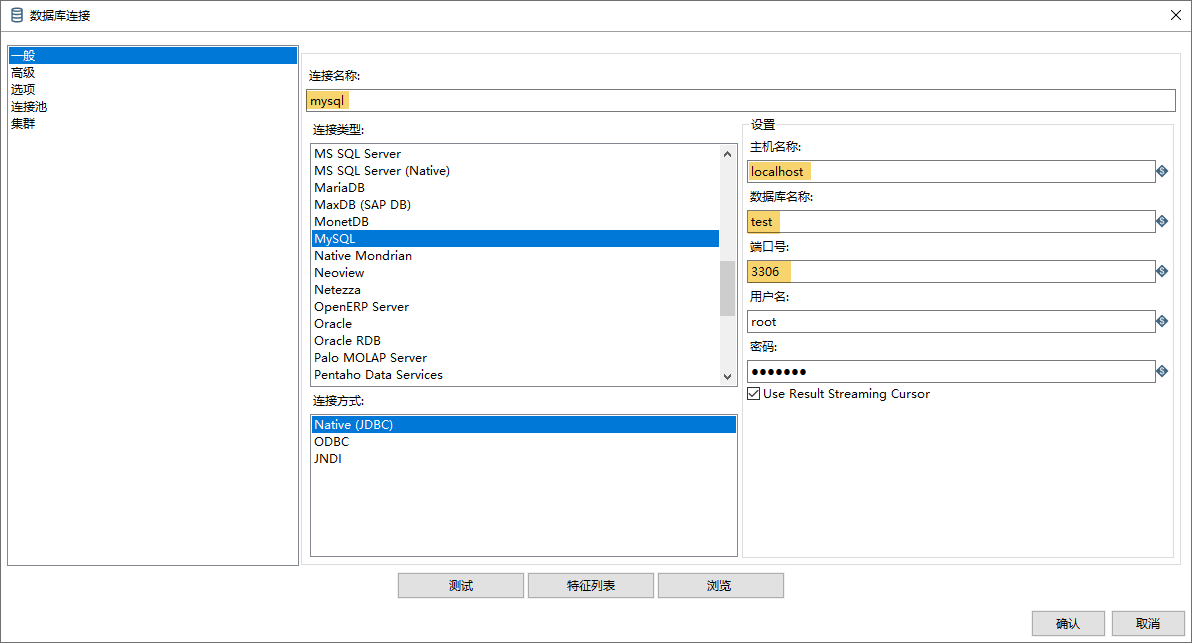 数据库连接
一般
高级
选项
连接池
集群
连接名称:
mysql
连接类型:
MS SQL Server
MS SQL Server (Native)
MariaDB
MaxDB (SAP DB)
MonetDB
MySQL
Native Mondrian
Neoview
Netezza
OpenERP Server
Oracle
Oracle RDB
Palo MOLAP Server
Pentaho Data Services
连接方式:
Native (JDBC)
ODBC
JNDI
设置
主机名称:
localhost
数据库名称:
test
端口号:
3306
用户名:
root
密码:
●●●●●●●
Use Result Streaming Cursor
测试
特征列表
浏览
确认
取消